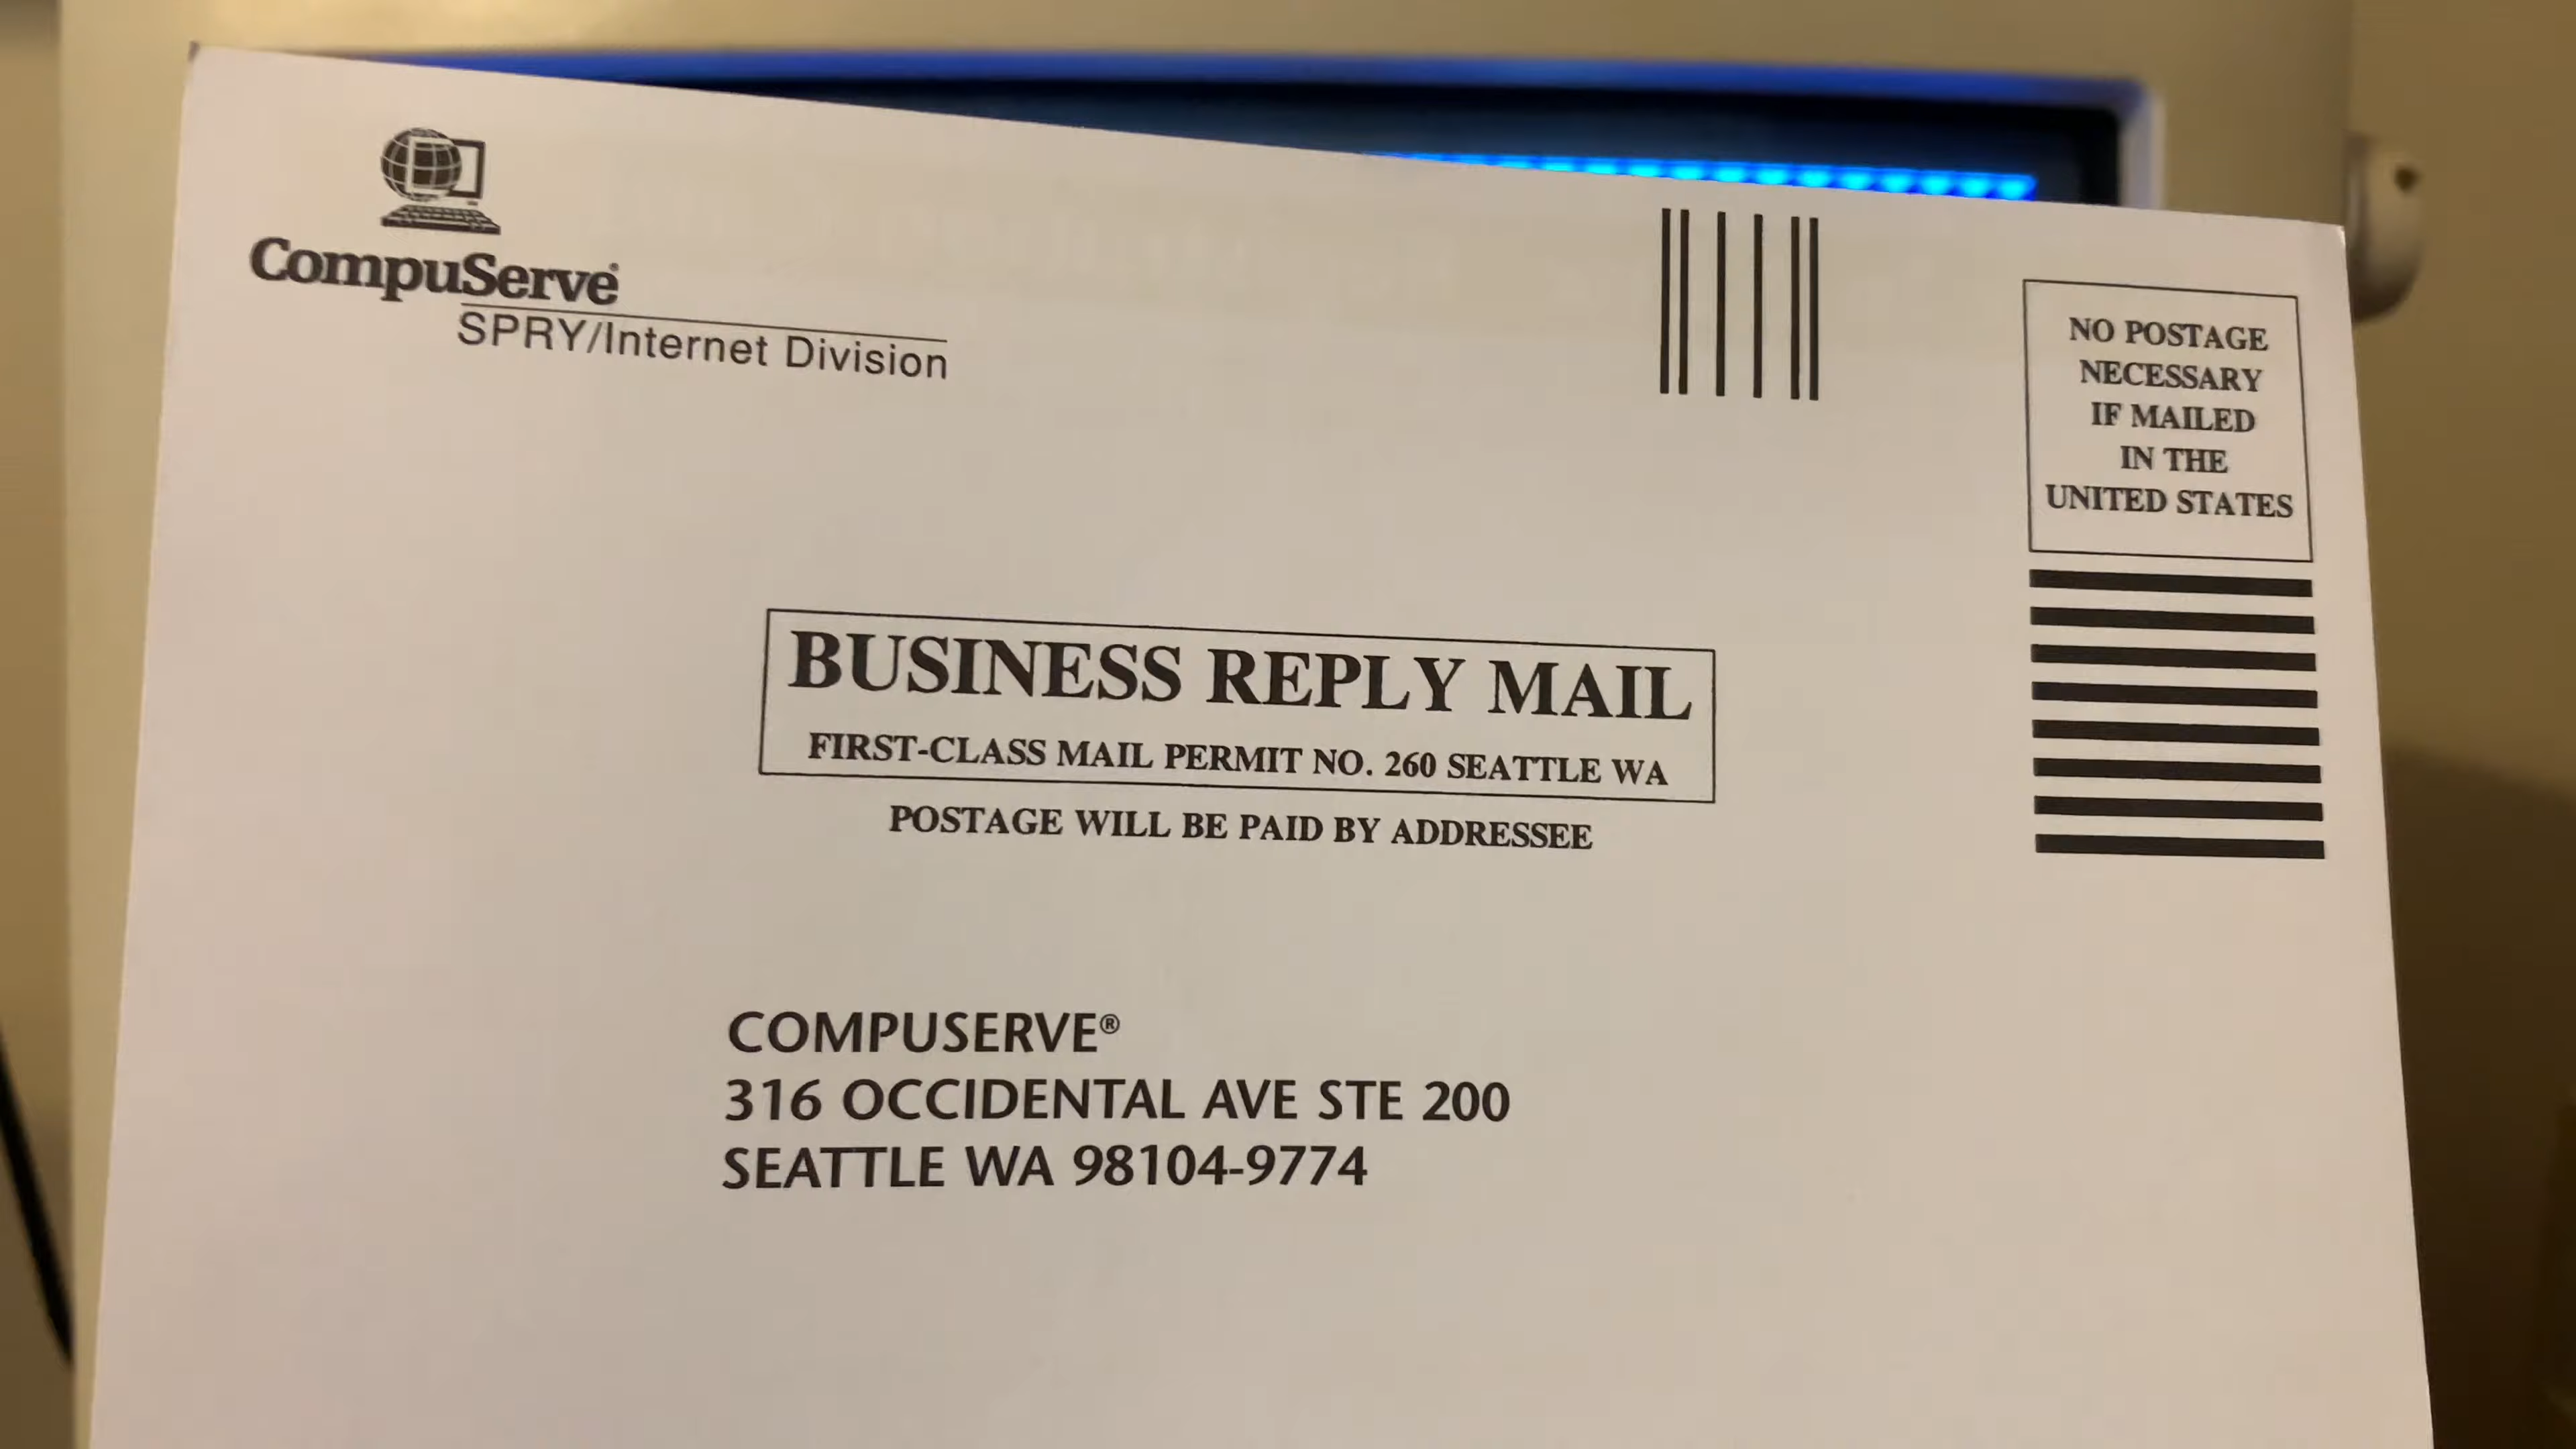 CompuServe®
SPRY/Internet Division
NO POSTAGE
NECESSARY
IF MAILED
IN THE
UNITED STATES
BUSINESS REPLY MAIL
FIRST-CLASS MAIL PERMIT NO. 260 SEATTLE WA
POSTAGE WILL BE PAID BY ADDRESSEE
COMPUSERVE®
316 OCCIDENTAL AVE STE 200
SEATTLE WA 98104-9774